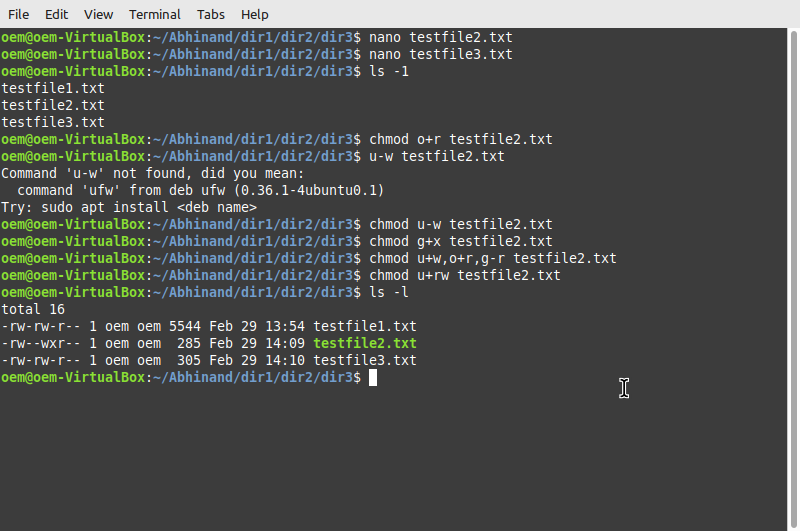 File Edit View Terminal Tabs Help
oem@oem-VirtualBox:~/Abhinand/dir1/dir2/dir3$ nano testfile2.txt
oem@oem-VirtualBox:~/Abhinand/dir1/dir2/dir3$ nano testfile3.txt
oem@oem-VirtualBox:~/Abhinand/dir1/dir2/dir3$ ls -1
testfile1.txt
testfile2.txt
testfile3.txt
oem@oem-VirtualBox:~/Abhinand/dir1/dir2/dir3$ chmod o+r testfile2.txt
oem@oem-VirtualBox:~/Abhinand/dir1/dir2/dir3$ u-w testfile2.txt
Command 'u-w' not found, did you mean:
  command 'ufw' from deb ufw (0.36.1-4ubuntu0.1)
Try: sudo apt install <deb name>
oem@oem-VirtualBox:~/Abhinand/dir1/dir2/dir3$ chmod u-w testfile2.txt
oem@oem-VirtualBox:~/Abhinand/dir1/dir2/dir3$ chmod g+x testfile2.txt
oem@oem-VirtualBox:~/Abhinand/dir1/dir2/dir3$ chmod u+w,o+r,g-r testfile2.txt
oem@oem-VirtualBox:~/Abhinand/dir1/dir2/dir3$ chmod u+rw testfile2.txt
oem@oem-VirtualBox:~/Abhinand/dir1/dir2/dir3$ ls -l
total 16
-rw-rw-r-- 1 oem oem 5544 Feb 29 13:54 testfile1.txt
-rw--wxr-- 1 oem oem  285 Feb 29 14:09 testfile2.txt
-rw-rw-r-- 1 oem oem  305 Feb 29 14:10 testfile3.txt
oem@oem-VirtualBox:~/Abhinand/dir1/dir2/dir3$